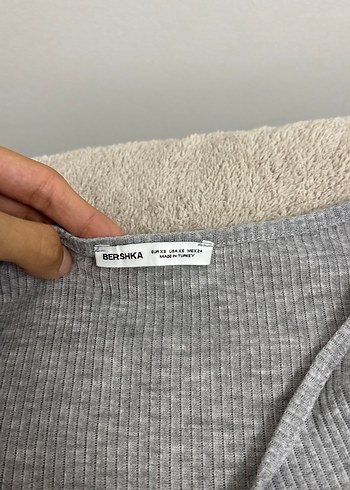 BERSHKA
EUR XS USA XS MEX 24
MADE IN TURKEY